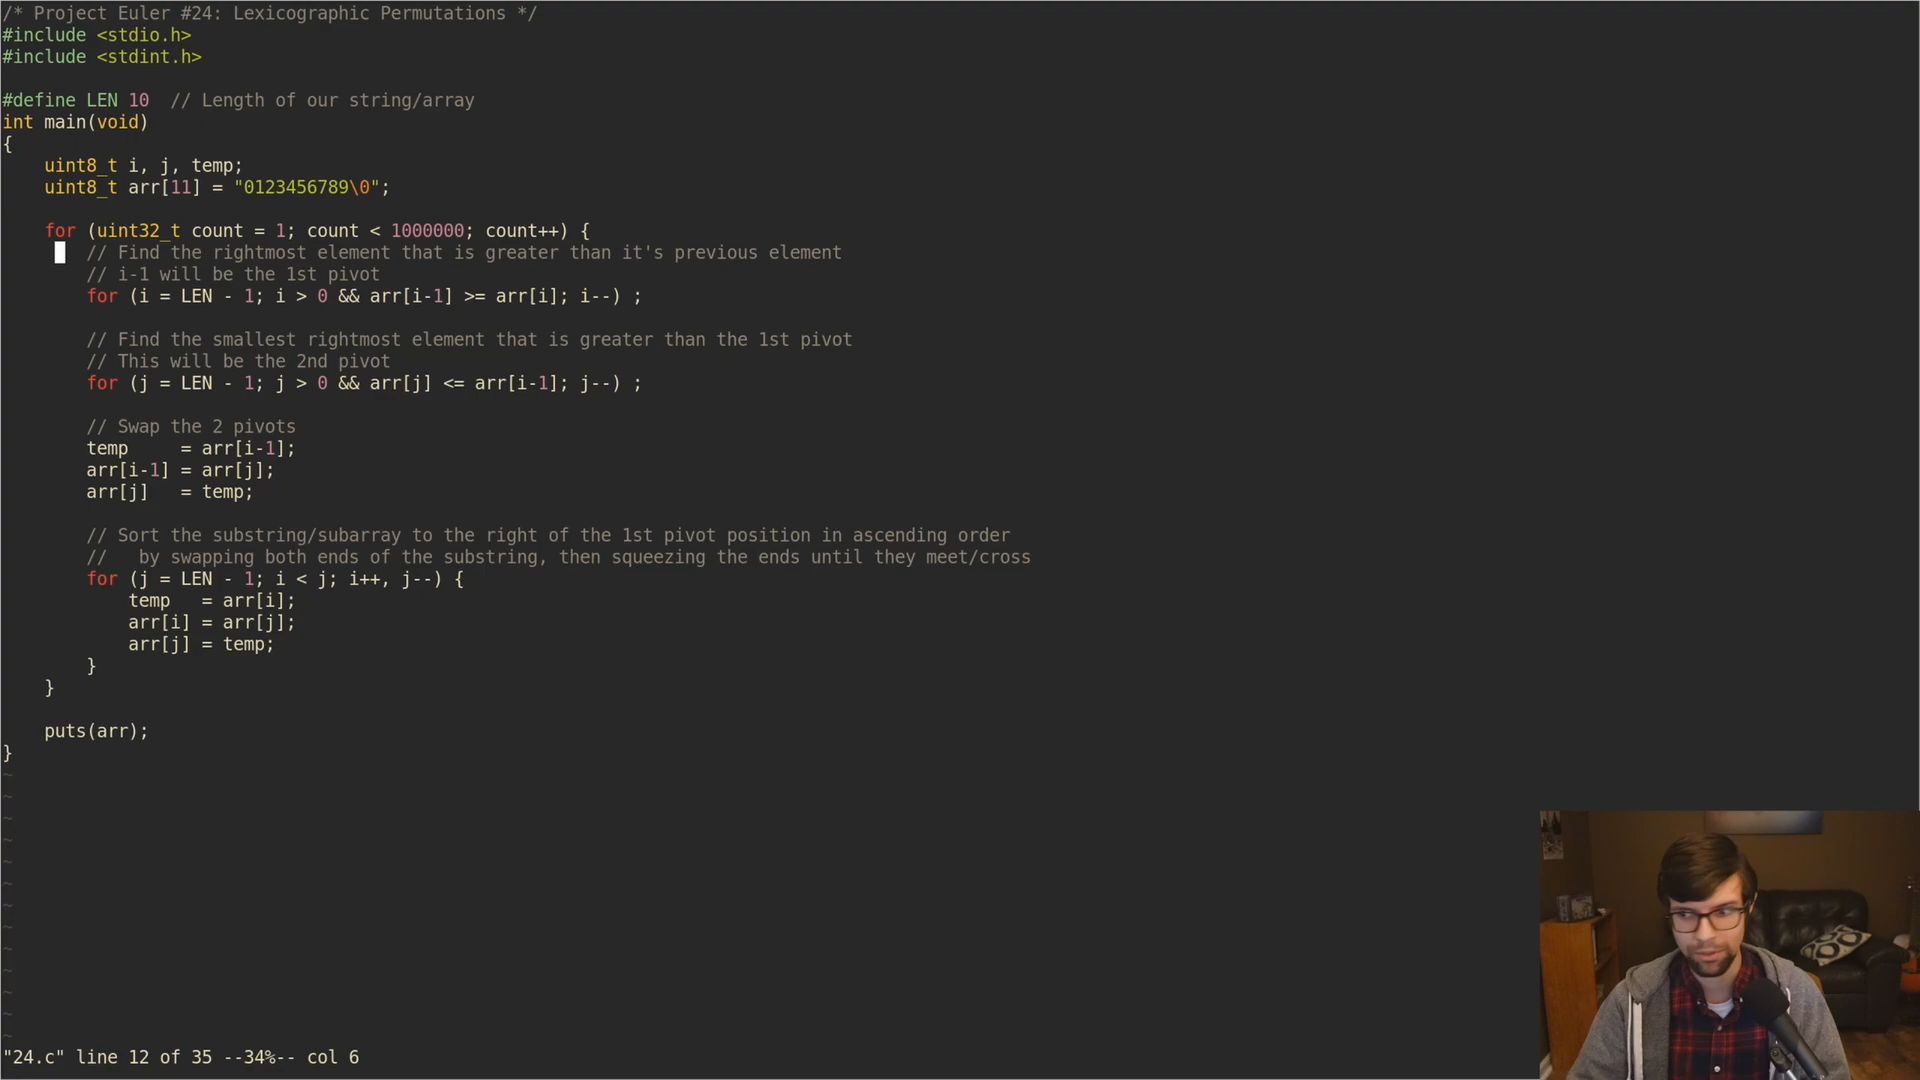 /* Project Euler #24: Lexicographic Permutations */
#include <stdio.h>
#include <stdint.h>

#define LEN 10  // Length of our string/array
int main(void)
{
    uint8_t i, j, temp;
    uint8_t arr[11] = "0123456789\0";

    for (uint32_t count = 1; count < 1000000; count++) {
        // Find the rightmost element that is greater than it's previous element
        // i-1 will be the 1st pivot
        for (i = LEN - 1; i > 0 && arr[i-1] >= arr[i]; i--) ;

        // Find the smallest rightmost element that is greater than the 1st pivot
        // This will be the 2nd pivot
        for (j = LEN - 1; j > 0 && arr[j] <= arr[i-1]; j--) ;

        // Swap the 2 pivots
        temp     = arr[i-1];
        arr[i-1] = arr[j];
        arr[j]   = temp;

        // Sort the substring/subarray to the right of the 1st pivot position in ascending order
        //   by swapping both ends of the substring, then squeezing the ends until they meet/cross
        for (j = LEN - 1; i < j; i++, j--) {
            temp   = arr[i];
            arr[i] = arr[j];
            arr[j] = temp;
        }
    }

    puts(arr);
}
~
~
~
~
~
~
~
~
~
~
~
~
~
"24.c" line 12 of 35 --34%-- col 6